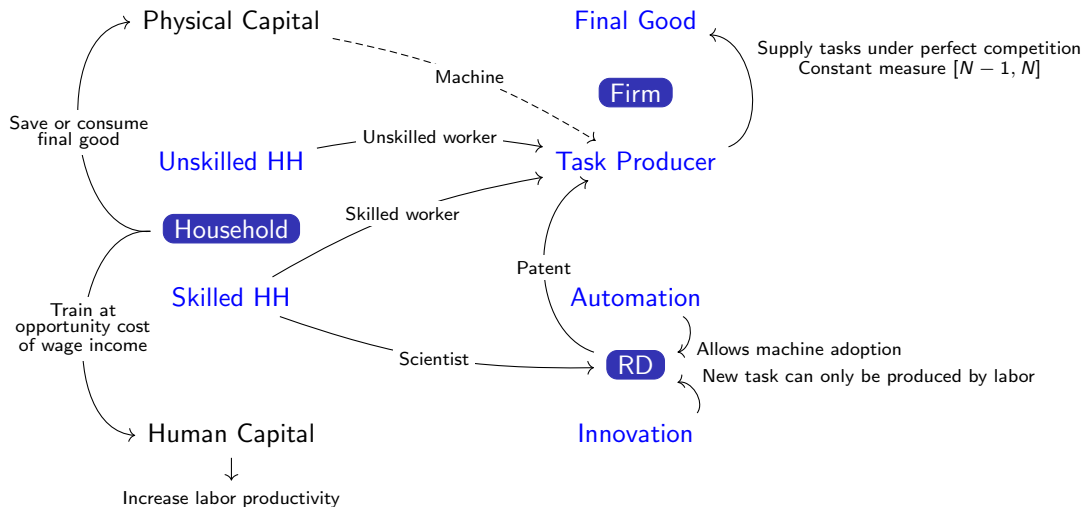 Physical Capital
Final Good
Supply tasks under perfect competition
Constant measure [N − 1, N]
Machine
Firm
Save or consume
final good
Unskilled worker
Unskilled HH
Task Producer
Skilled worker
Household
Patent
Skilled HH
Automation
Train at
opportunity cost
of wage income
Scientist
Allows machine adoption
RD
New task can only be produced by labor
Human Capital
Innovation
Increase labor productivity